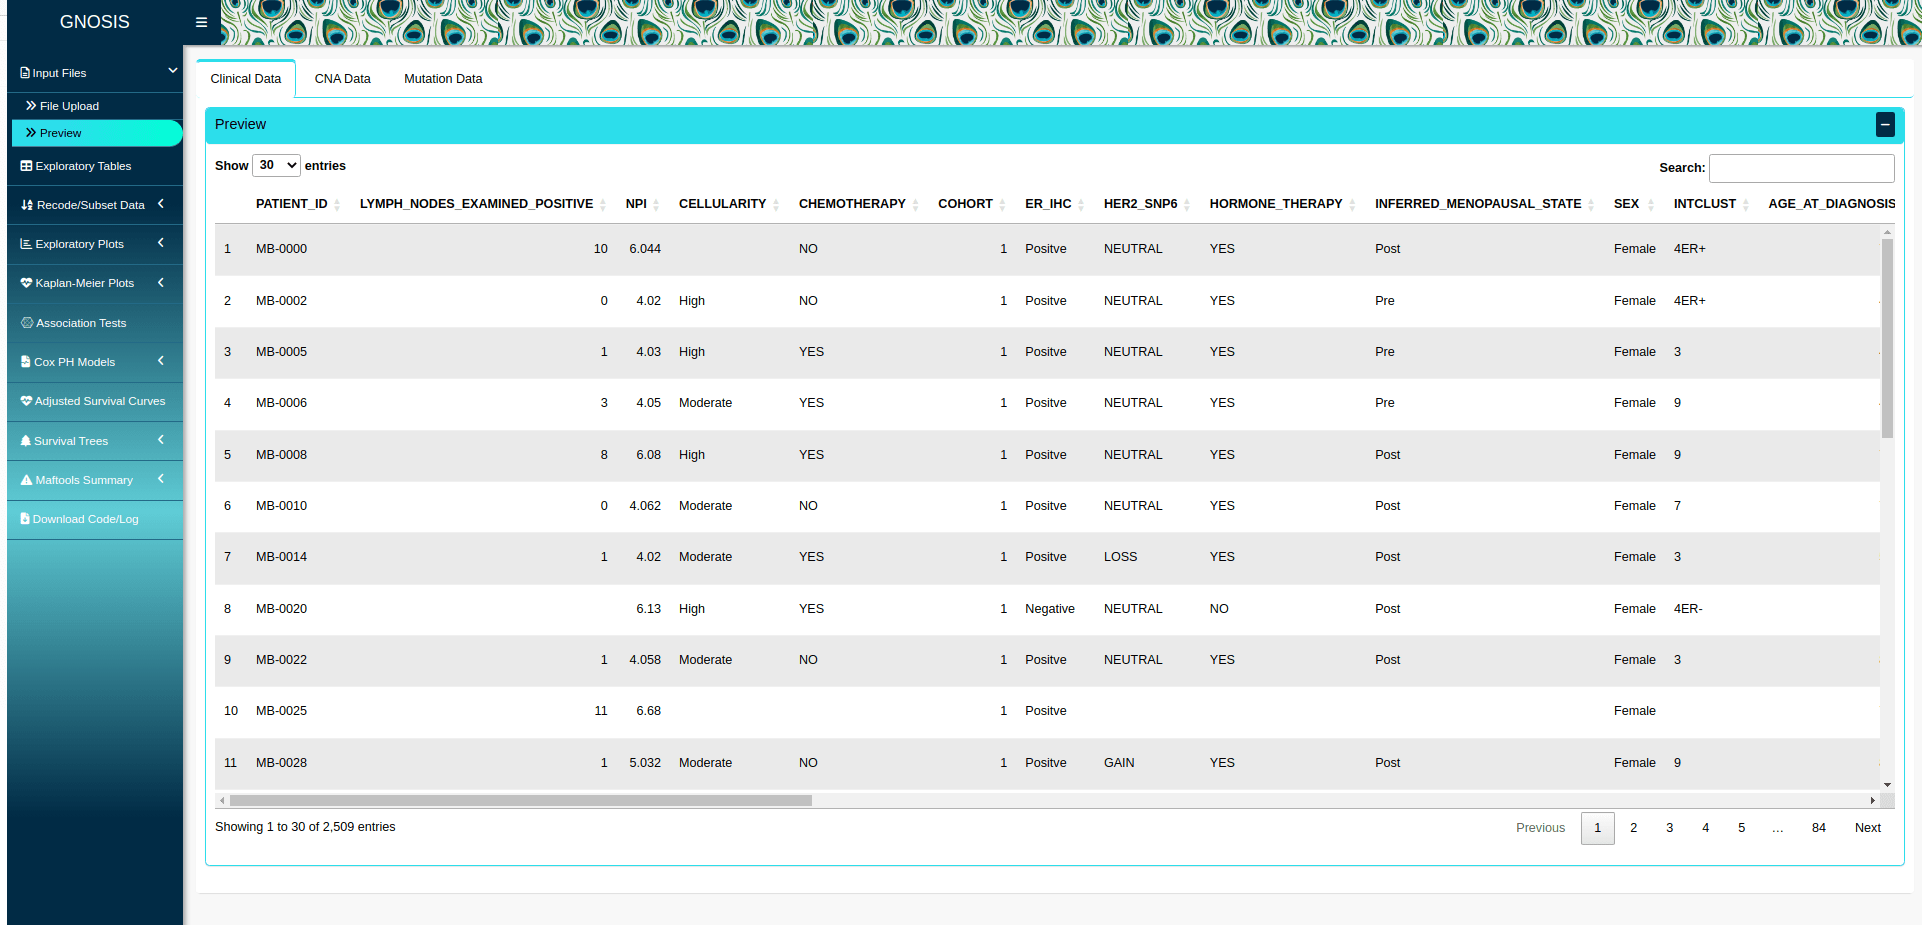 GNOSIS
Input Files
File Upload
Preview
Exploratory Tables
Recode/Subset Data
Exploratory Plots
Kaplan-Meier Plots
Association Tests
Cox PH Models
Adjusted Survival Curves
Survival Trees
Maftools Summary
Download Code/Log
Clinical Data CNA Data Mutation Data
Preview
Show 30 entries Search:
PATIENT_ID LYMPH_NODES_EXAMINED_POSITIVE NPI CELLULARITY CHEMOTHERAPY COHORT ER_IHC HER2_SNP6 HORMONE_THERAPY INFERRED_MENOPAUSAL_STATE SEX INTCLUST AGE_AT_DIAGNOSIS
1 MB-0000 10 6.044 NO 1 Positve NEUTRAL YES Post Female 4ER+
2 MB-0002 0 4.02 High NO 1 Positve NEUTRAL YES Pre Female 4ER+
3 MB-0005 1 4.03 High YES 1 Positve NEUTRAL YES Pre Female 3
4 MB-0006 3 4.05 Moderate YES 1 Positve NEUTRAL YES Pre Female 9
5 MB-0008 8 6.08 High YES 1 Positve NEUTRAL YES Post Female 9
6 MB-0010 0 4.062 Moderate NO 1 Positve NEUTRAL YES Post Female 7
7 MB-0014 1 4.02 Moderate YES 1 Positve LOSS YES Post Female 3
8 MB-0020 6.13 High YES 1 Negative NEUTRAL NO Post Female 4ER-
9 MB-0022 1 4.058 Moderate NO 1 Positve NEUTRAL YES Post Female 3
10 MB-0025 11 6.68 1 Positve Female
11 MB-0028 1 5.032 Moderate NO 1 Positve GAIN YES Post Female 9
Showing 1 to 30 of 2,509 entries Previous 1 2 3 4 5 … 84 Next